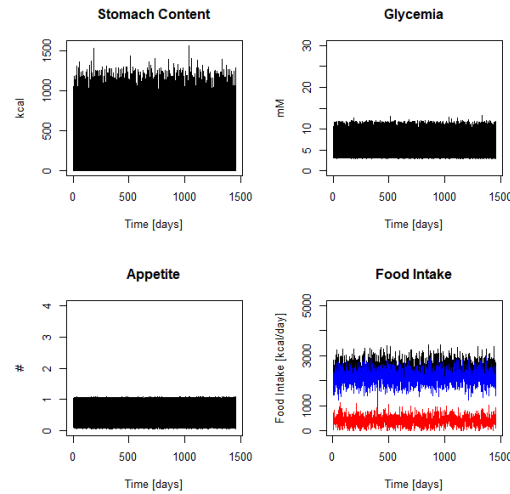 Stomach Content
kcal
0 500 1000 1500
0 500 1000 1500
Time [days]
Glycemia
mM
0 5 10 20 30
0 500 1000 1500
Time [days]
Appetite
#
0 1 2 3 4
0 500 1000 1500
Time [days]
Food Intake
Food Intake [kcal/day]
0 1000 3000 5000
0 500 1000 1500
Time [days]